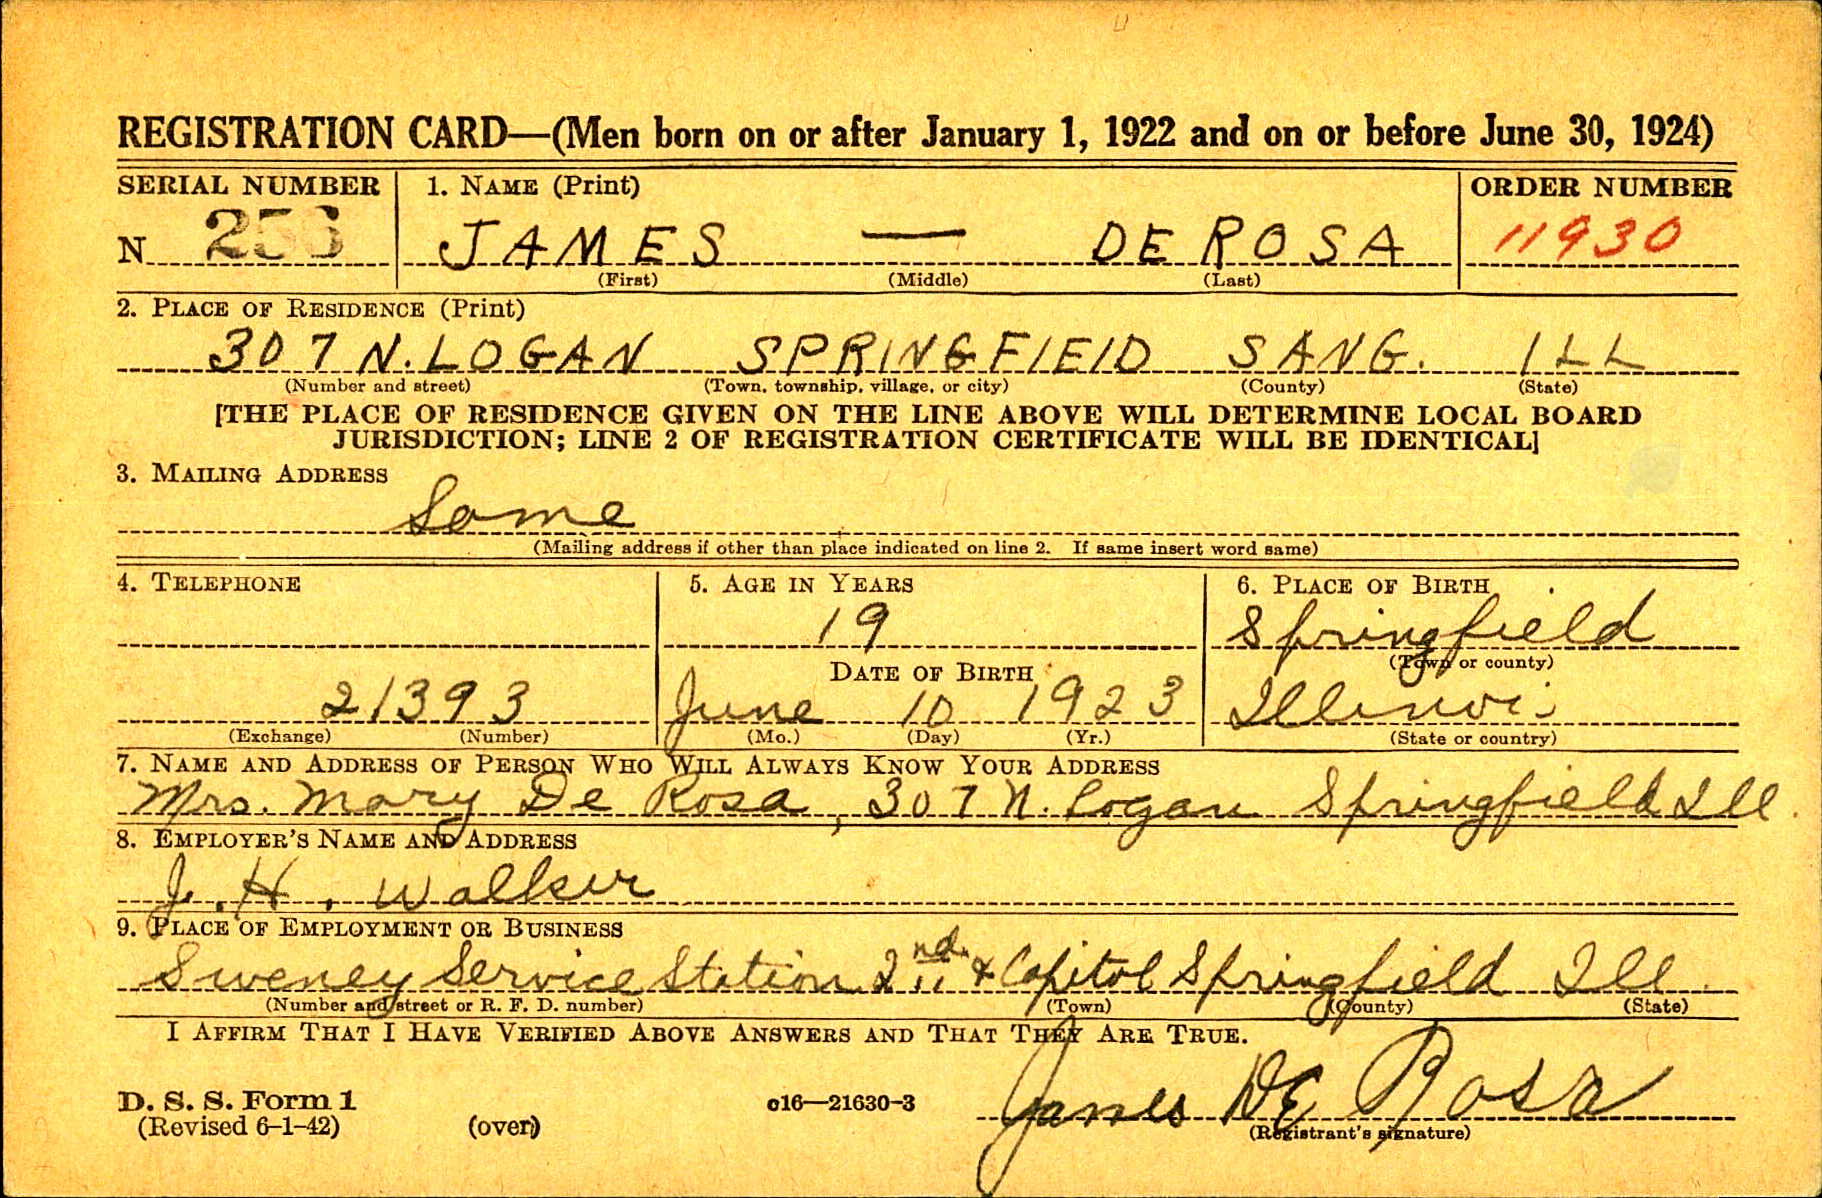 REGISTRATION CARD—(Men born on or after January 1, 1922 and on or before June 30, 1924)
SERIAL NUMBER 1. NAME (Print) ORDER NUMBER
N 256 JAMES — DE ROSA 11930
(First) (Middle) (Last)
2. PLACE OF RESIDENCE (Print)
307 N. LOGAN SPRINGFIELD SANG. ILL
(Number and street) (Town, township, village, or city) (County) (State)
[THE PLACE OF RESIDENCE GIVEN ON THE LINE ABOVE WILL DETERMINE LOCAL BOARD
JURISDICTION; LINE 2 OF REGISTRATION CERTIFICATE WILL BE IDENTICAL]
3. MAILING ADDRESS
Same
(Mailing address if other than place indicated on line 2. If same insert word same)
4. TELEPHONE 5. AGE IN YEARS 6. PLACE OF BIRTH
19 Springfield
DATE OF BIRTH (Town or county)
21393 June 10 1923 Illinois
(Exchange) (Number) (Mo.) (Day) (Yr.) (State or country)
7. NAME AND ADDRESS OF PERSON WHO WILL ALWAYS KNOW YOUR ADDRESS
Mrs. Mary De Rosa, 307 N. Logan Springfield Ill.
8. EMPLOYER'S NAME AND ADDRESS
J. H. Walker
9. PLACE OF EMPLOYMENT OR BUSINESS
Sweney Service Station 2nd. & Capitol Springfield Ill.
(Number and street or R. F. D. number) (Town) (County) (State)
I AFFIRM THAT I HAVE VERIFIED ABOVE ANSWERS AND THAT THEY ARE TRUE.
James DE Rosa
D. S. S. Form 1 c16—21630-3
(Revised 6-1-42) (over) (Registrant's signature)